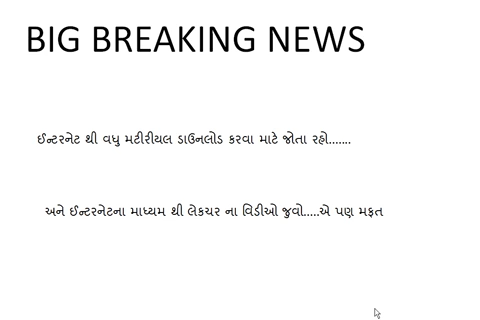 BIG BREAKING NEWS
ઈન્ટરનેટ થી વધુ મટીરીયલ ડાઉનલોડ કરવા માટે જોતા રહો.......
અને ઈન્ટરનેટના માધ્યમ થી લેકચર ના વિડીઓ જુવો.....એ પણ મફત